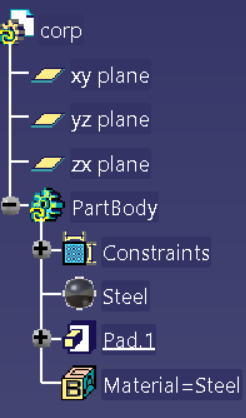 corp
xy plane
yz plane
zx plane
PartBody
Constraints
Steel
Pad.1
Material=Steel